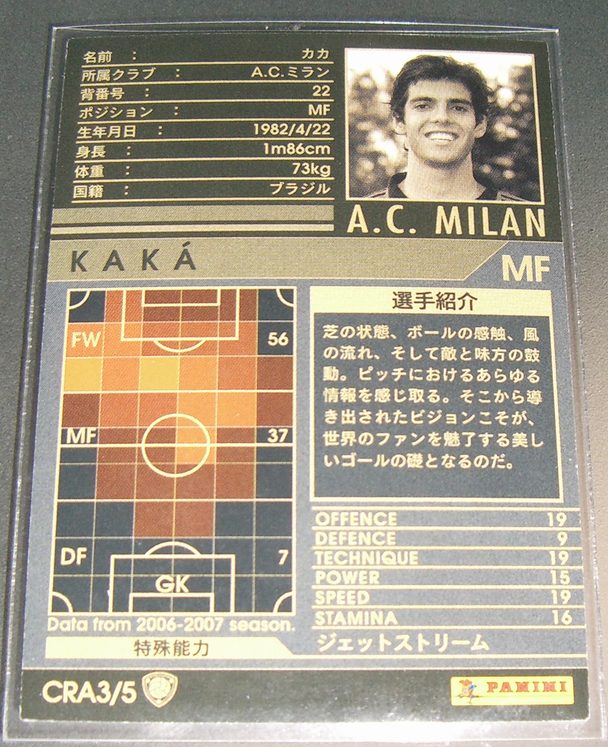 名前 : カカ
所属クラブ : A.C.ミラン
背番号 : 22
ポジション : MF
生年月日 : 1982/4/22
身長 : 1m86cm
体重 : 73kg
国籍 : ブラジル
A.C. MILAN
KAKÁ
MF
FW 56
MF 37
DF 7
GK
Data from 2006-2007 season.
選手紹介
芝の状態、ボールの感触、風
の流れ、そして敵と味方の鼓
動。ピッチにおけるあらゆる
情報を感じ取る。そこから導
き出されたビジョンこそが、
世界のファンを魅了する美し
いゴールの礎となるのだ。
OFFENCE 19
DEFENCE 9
TECHNIQUE 19
POWER 15
SPEED 19
STAMINA 16
特殊能力 ジェットストリーム
CRA3/5
PANINI